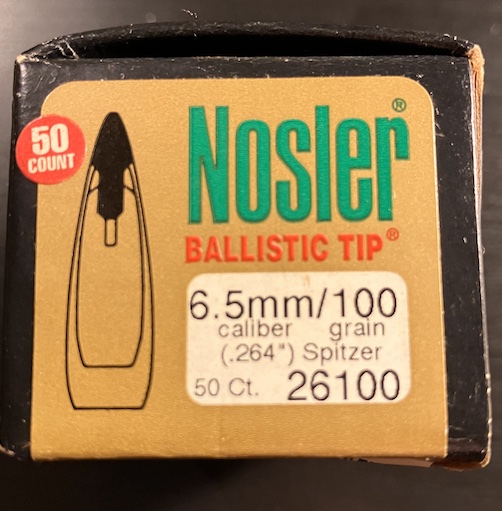 50
COUNT
Nosler®
BALLISTIC TIP®
6.5mm/100
caliber grain
(.264") Spitzer
50 Ct. 26100